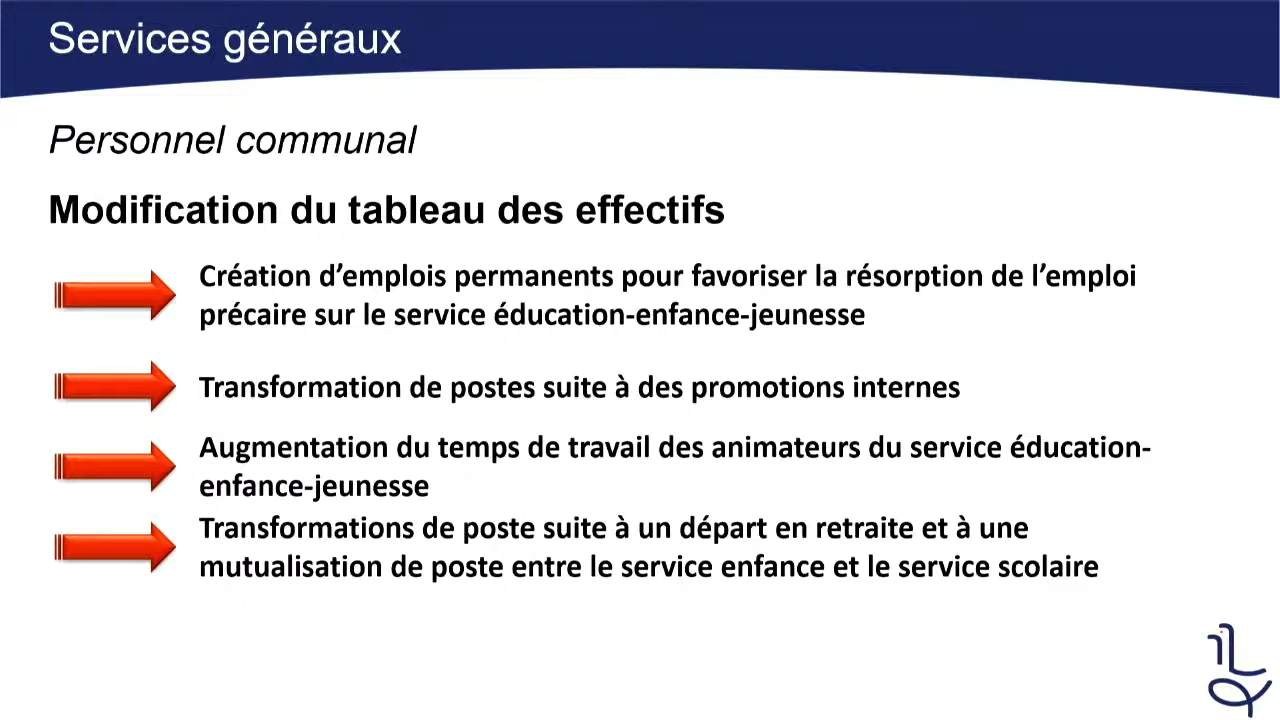 Services généraux
Personnel communal
Modification du tableau des effectifs
Création d’emplois permanents pour favoriser la résorption de l’emploi
précaire sur le service éducation-enfance-jeunesse
Transformation de postes suite à des promotions internes
Augmentation du temps de travail des animateurs du service éducation-
enfance-jeunesse
Transformations de poste suite à un départ en retraite et à une
mutualisation de poste entre le service enfance et le service scolaire